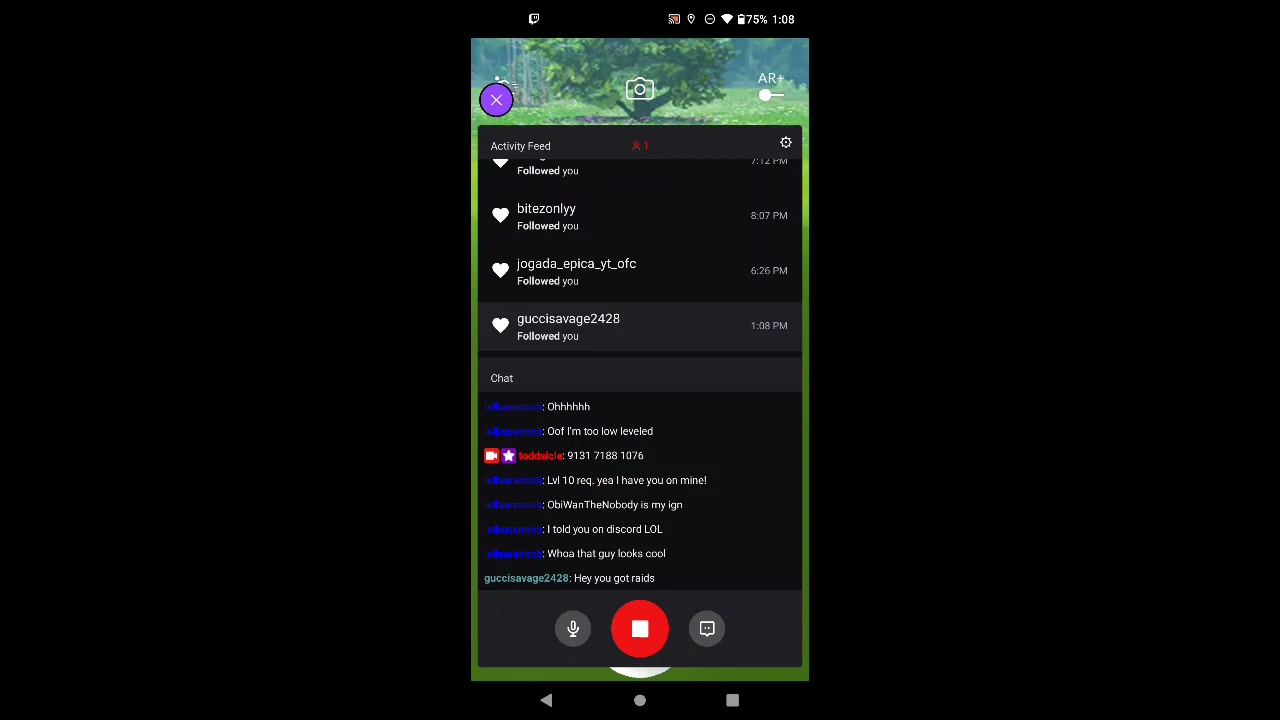 75% 1:08
AR+
Activity Feed 1
7:12 PM
Followed you
bitezonlyy
8:07 PM
Followed you
jogada_epica_yt_ofc
6:26 PM
Followed you
guccisavage2428
1:08 PM
Followed you
Chat
: Ohhhhhh
: Oof I'm too low leveled
toddsicle: 9131 7188 1076
: Lvl 10 req. yea I have you on mine!
: ObiWanTheNobody is my ign
: I told you on discord LOL
: Whoa that guy looks cool
guccisavage2428: Hey you got raids